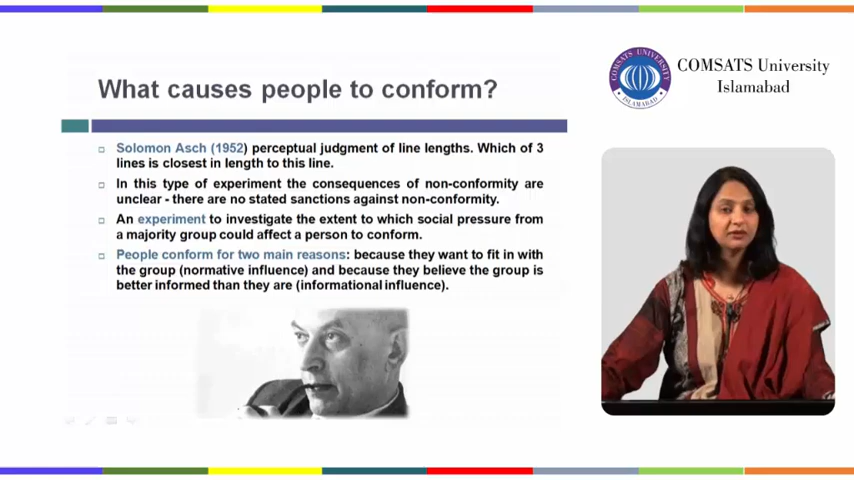 What causes people to conform?
Solomon Asch (1952) perceptual judgment of line lengths. Which of 3
lines is closest in length to this line.
In this type of experiment the consequences of non-conformity are
unclear - there are no stated sanctions against non-conformity.
An experiment to investigate the extent to which social pressure from
a majority group could affect a person to conform.
People conform for two main reasons: because they want to fit in with
the group (normative influence) and because they believe the group is
better informed than they are (informational influence).
COMSATS UNIVERSITY
ISLAMABAD
COMSATS University
Islamabad